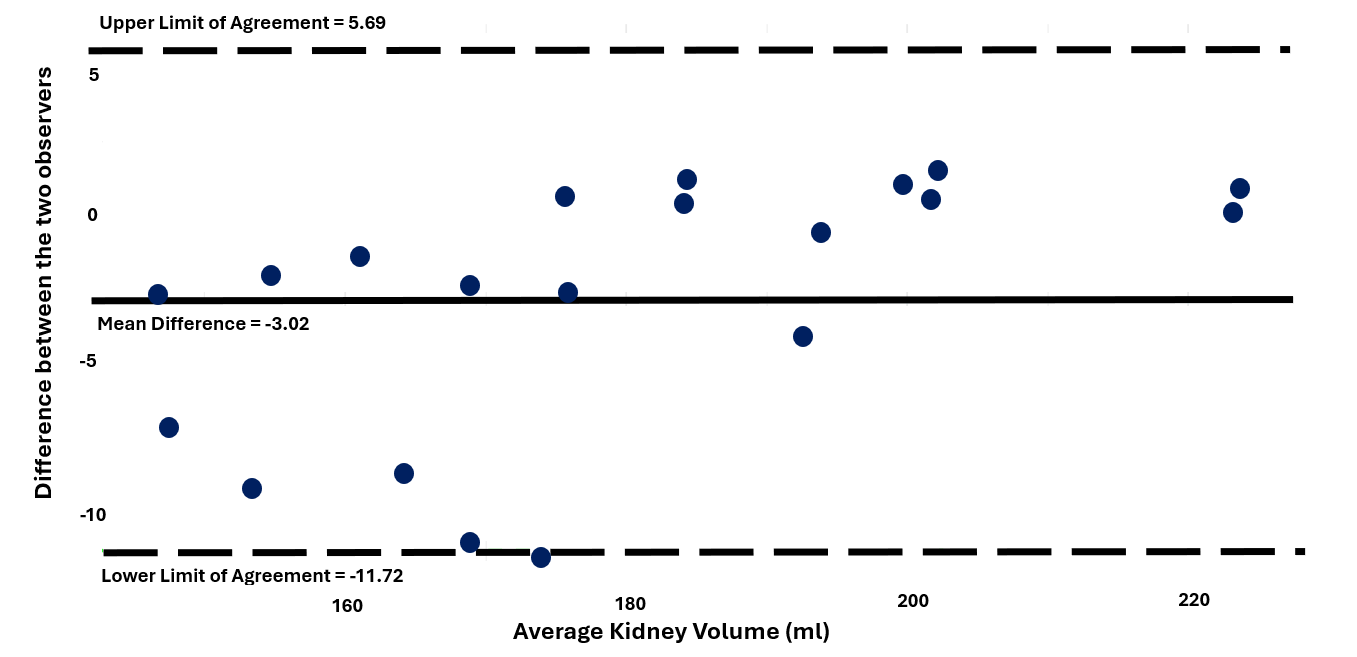 Upper Limit of Agreement = 5.69
5
0
Mean Difference = -3.02
-5
-10
Lower Limit of Agreement = -11.72
160
180
200
220
Average Kidney Volume (ml)
Difference between the two observers